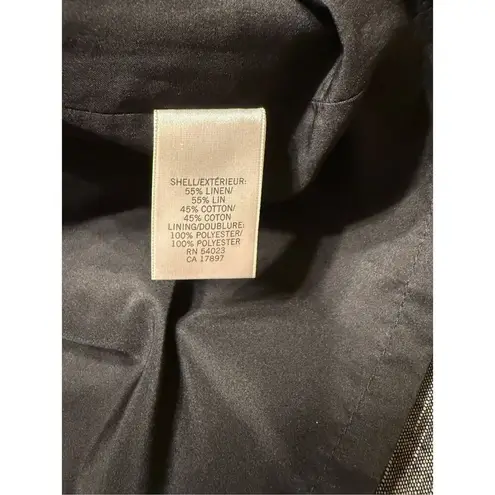 SHELL/EXTÉRIEUR:
55% LINEN/
55% LIN
45% COTTON/
45% COTON
LINING/DOUBLURE:
100% POLYESTER/
100% POLYESTER
RN 54023
CA 17897